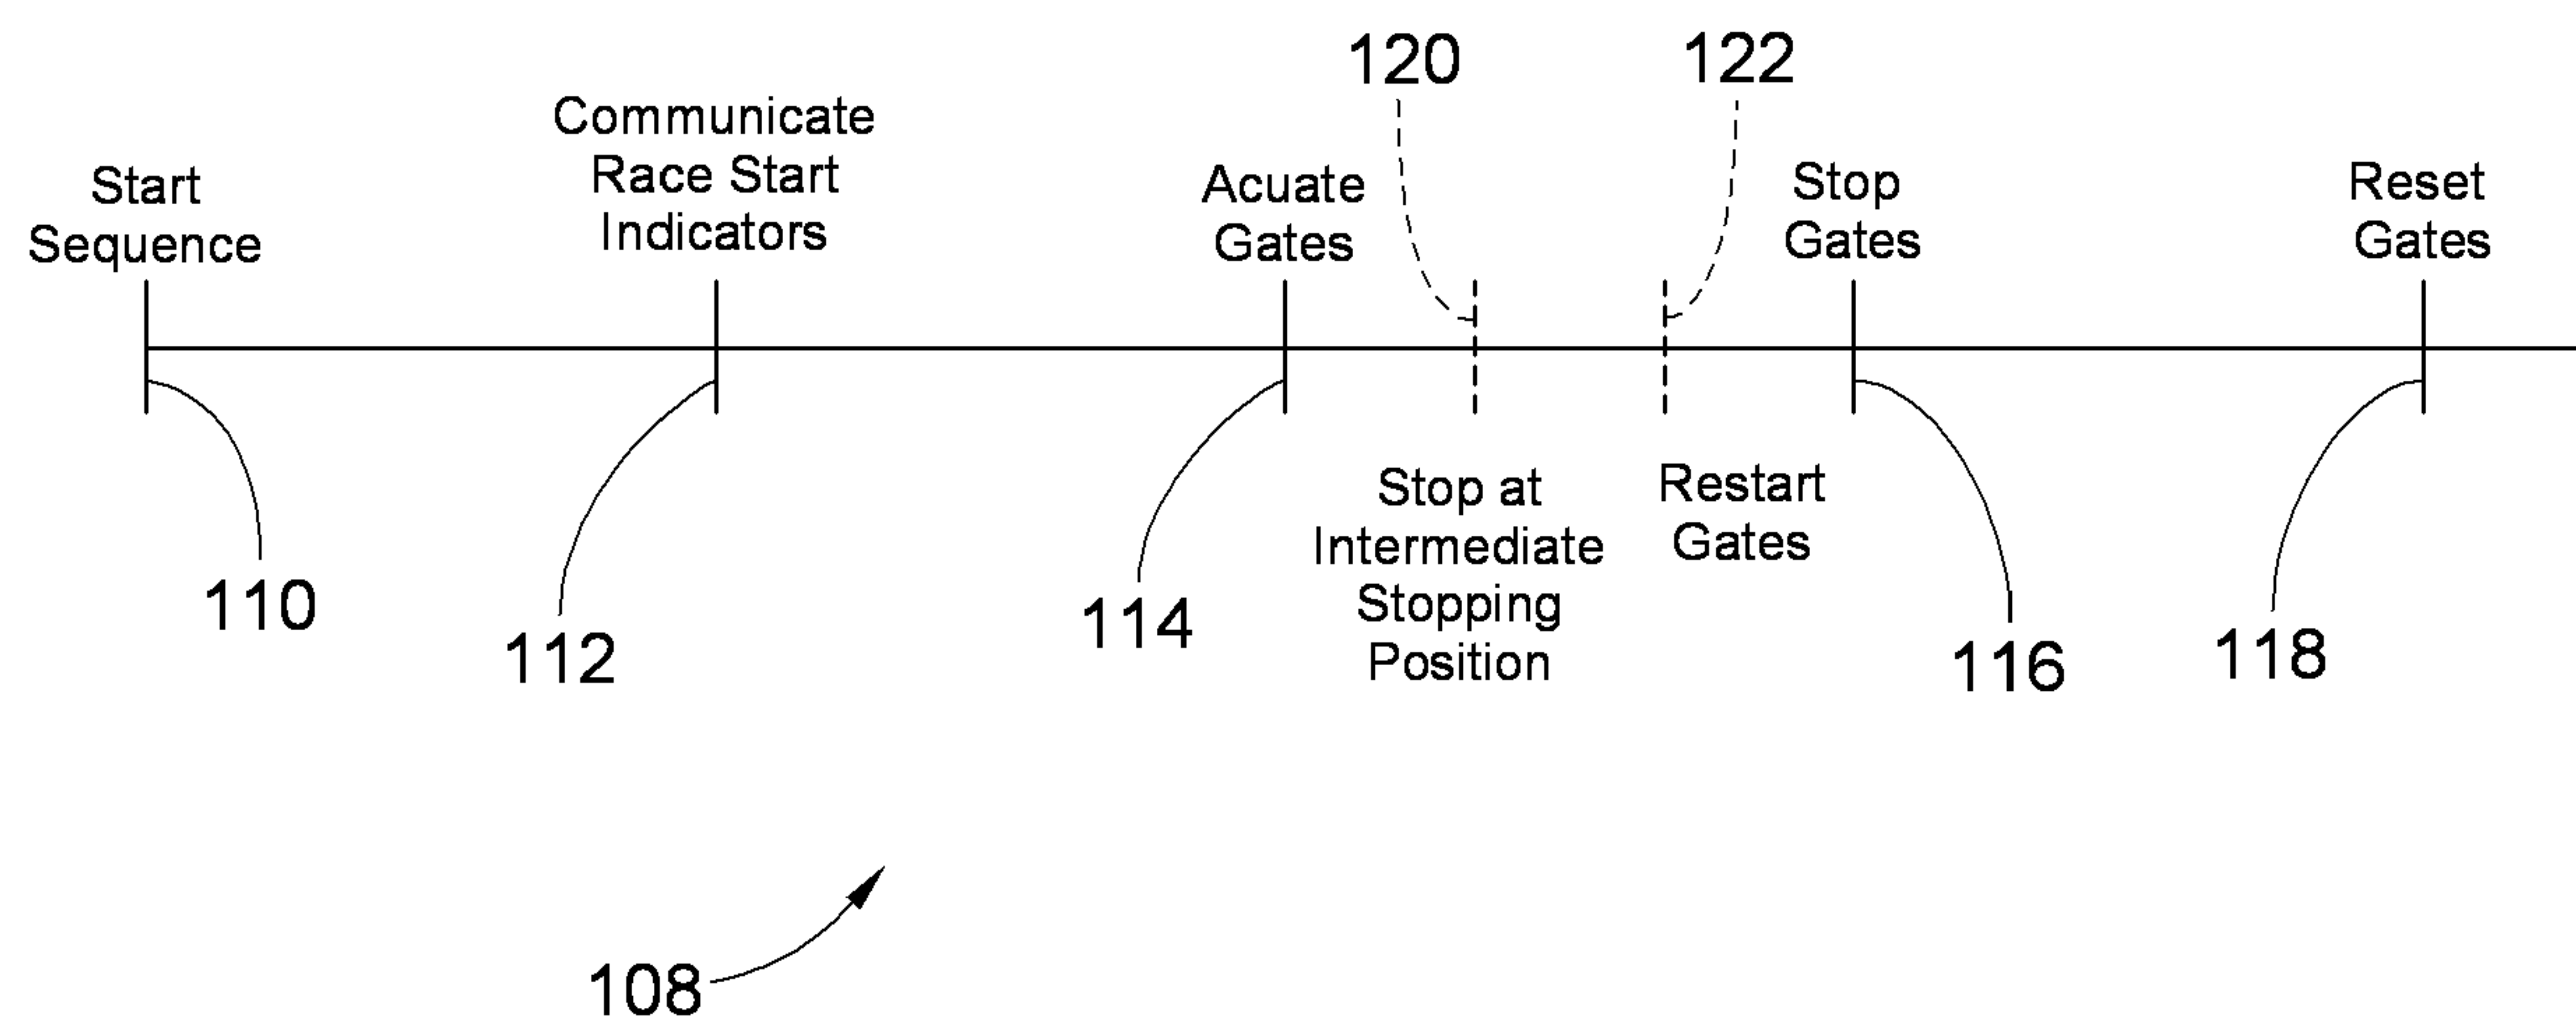 120
122
Communicate
Race Start
Indicators
Start
Sequence
Acuate
Gates
Stop
Gates
Reset
Gates
Stop at
Intermediate
Stopping
Position
Restart
Gates
110
112
114
116
118
108